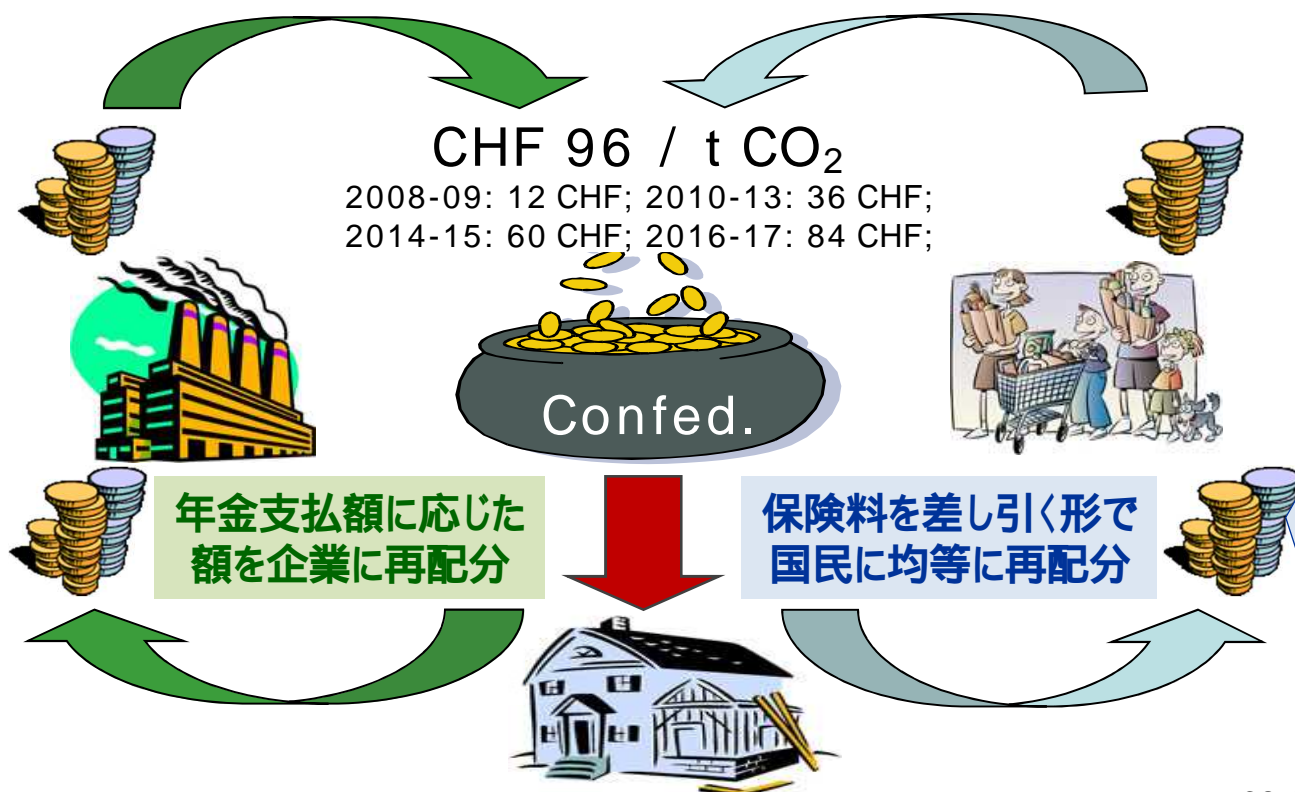 CHF 96 / t CO₂
2008-09: 12 CHF; 2010-13: 36 CHF;
2014-15: 60 CHF; 2016-17: 84 CHF;
Confed.
年金支払額に応じた
額を企業に再配分
保険料を差し引く形で
国民に均等に再配分